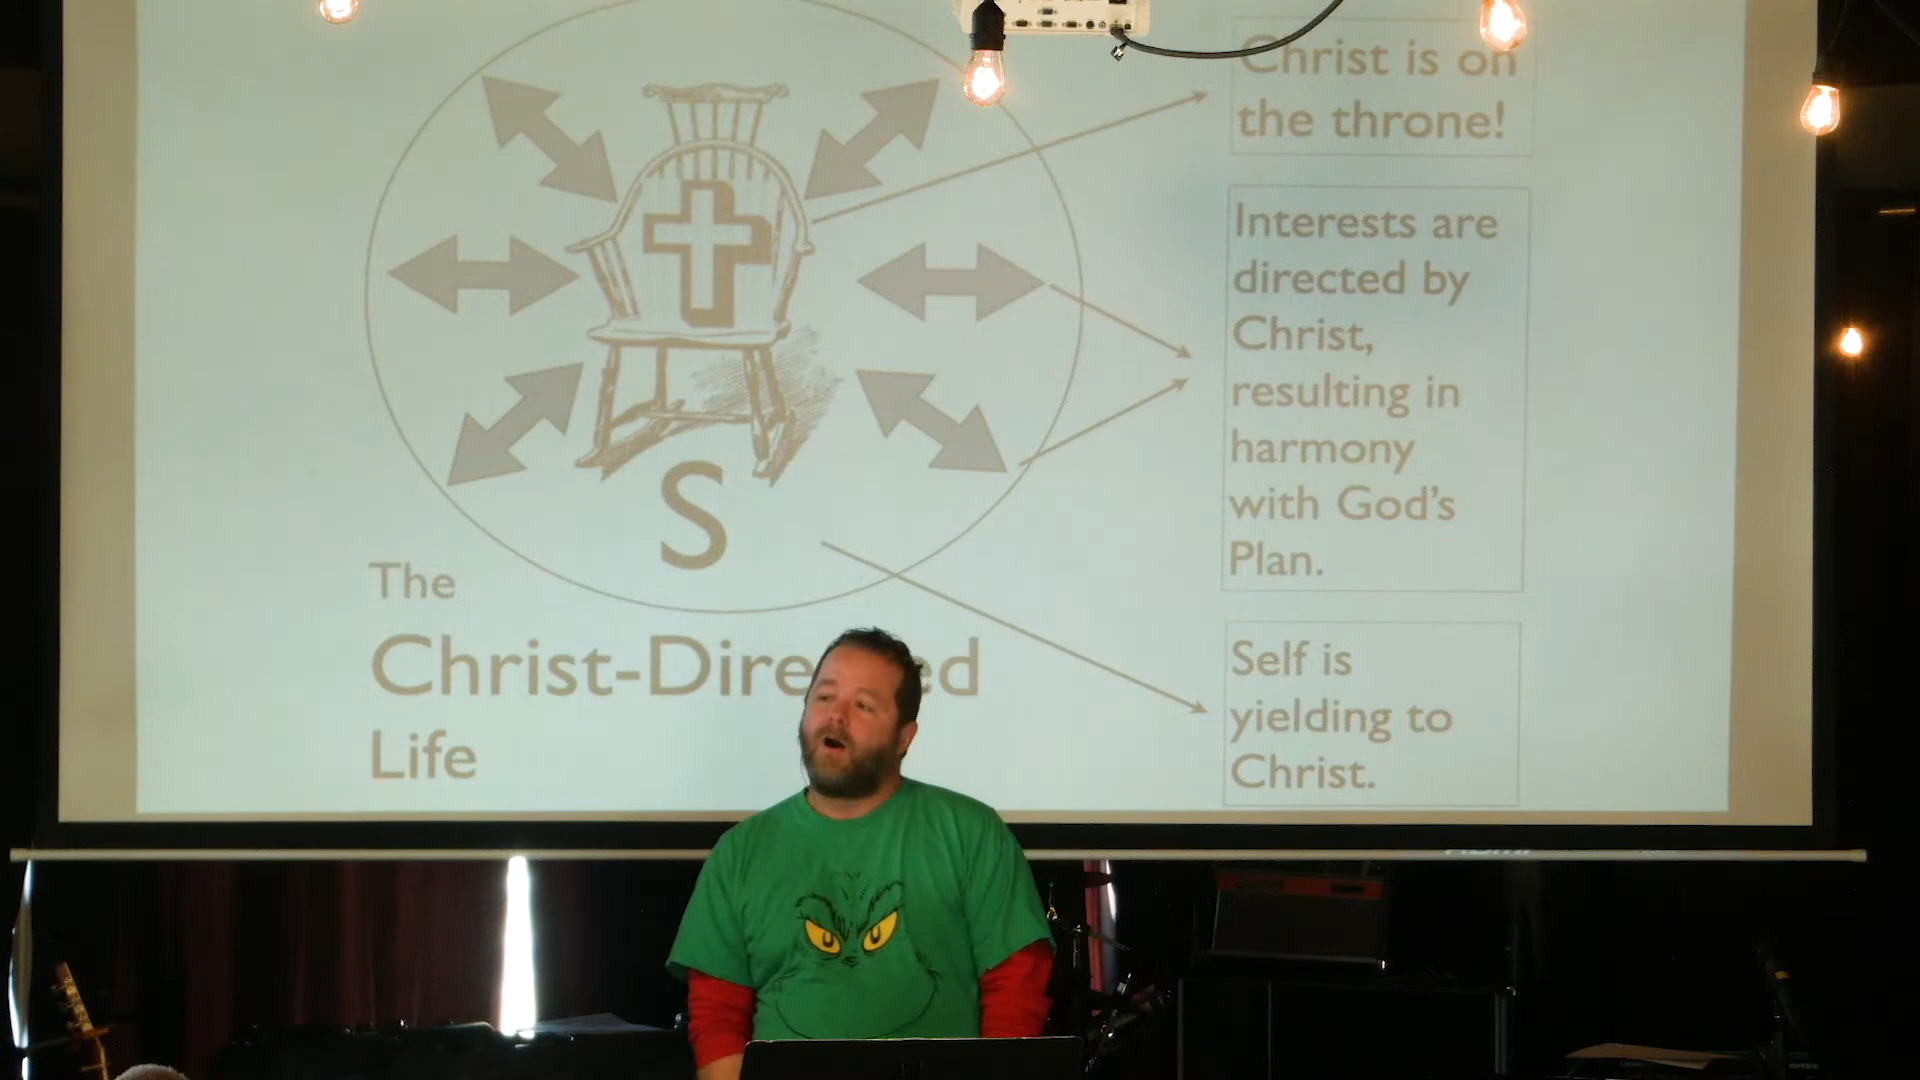 Christ is on
the throne!
Interests are
directed by
Christ,
resulting in
harmony
with God's
Plan.
S
The
Christ-Directed
Life
Self is
yielding to
Christ.